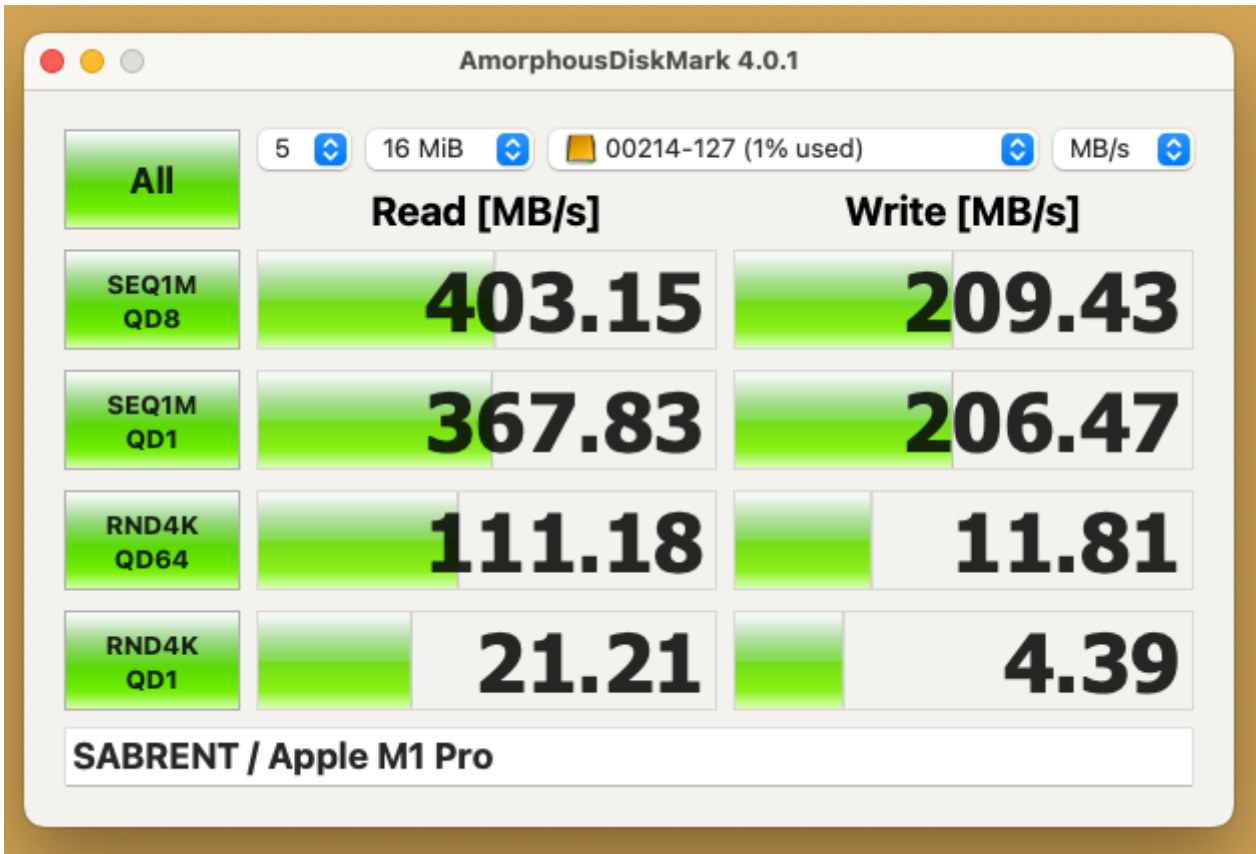 AmorphousDiskMark 4.0.1
All
5
16 MiB
00214-127 (1% used)
MB/s
Read [MB/s]
Write [MB/s]
SEQ1M
QD8
403.15
209.43
SEQ1M
QD1
367.83
206.47
RND4K
QD64
111.18
11.81
RND4K
QD1
21.21
4.39
SABRENT / Apple M1 Pro